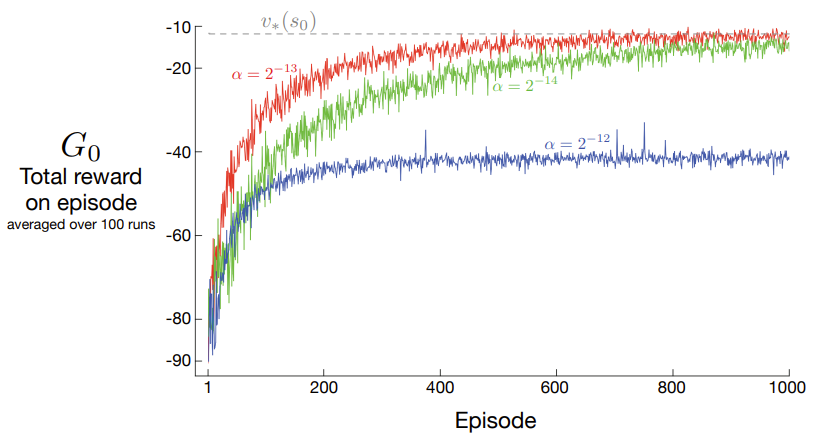 -10
v∗(s₀)
-20
α = 2⁻¹³
α = 2⁻¹⁴
G₀
Total reward
on episode
averaged over 100 runs
-40
α = 2⁻¹²
-60
-80
-90
1
200
400
600
800
1000
Episode